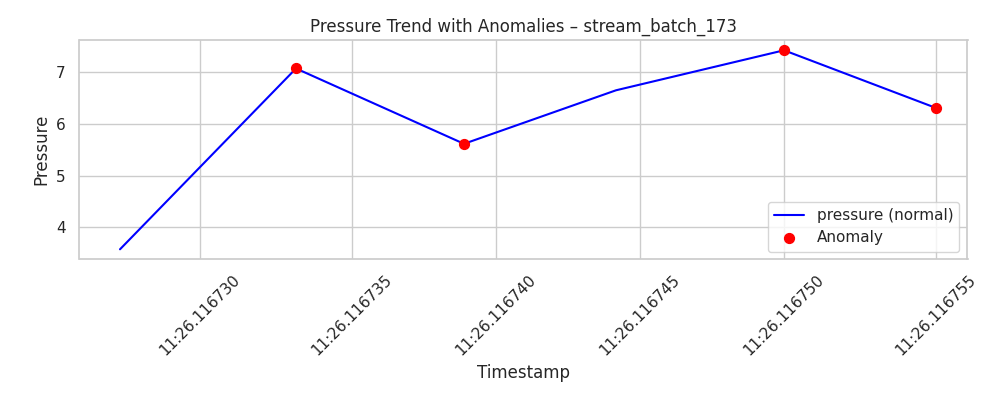 Pressure Trend with Anomalies – stream_batch_173
Pressure
7
6
5
4
pressure (normal)
Anomaly
11:26.116730
11:26.116735
11:26.116740
11:26.116745
11:26.116750
11:26.116755
Timestamp